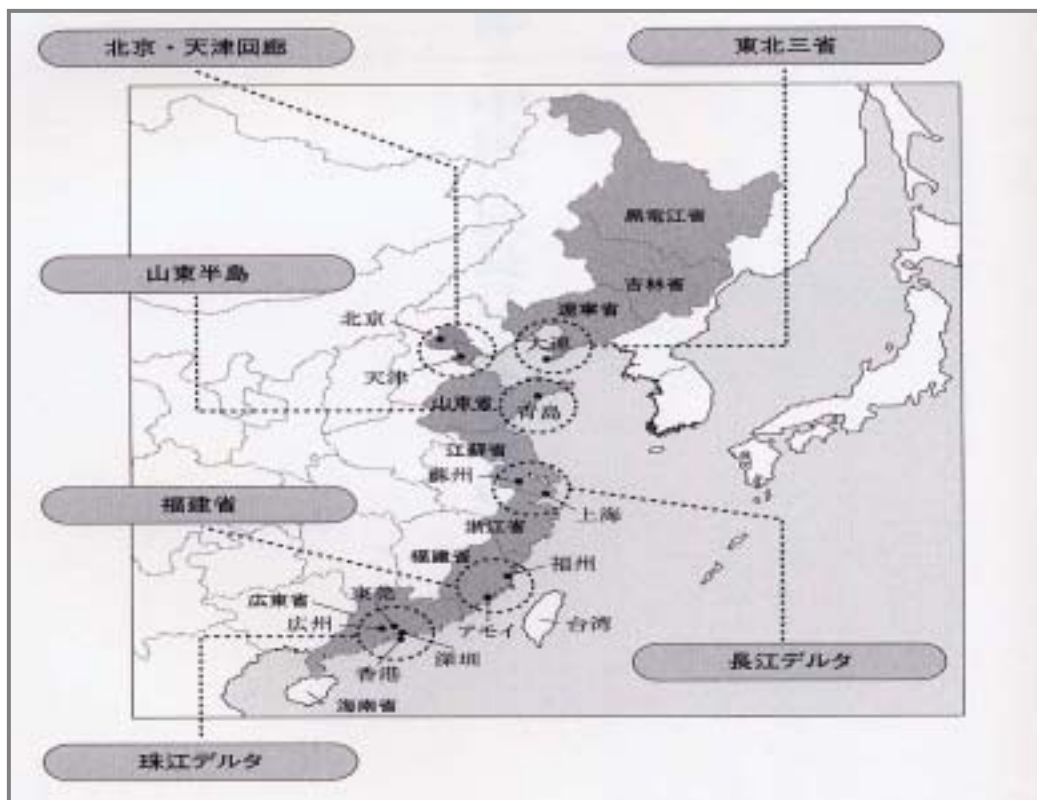 北京・天津回廊
東北三省
黒竜江省
山東半島
吉林省
遼寧省
北京
大連
天津
山東省
青島
江蘇省
蘇州
福建省
上海
浙江省
福建省
福州
東莞
広東省
広州
アモイ
台湾
深圳
長江デルタ
香港
海南省
珠江デルタ